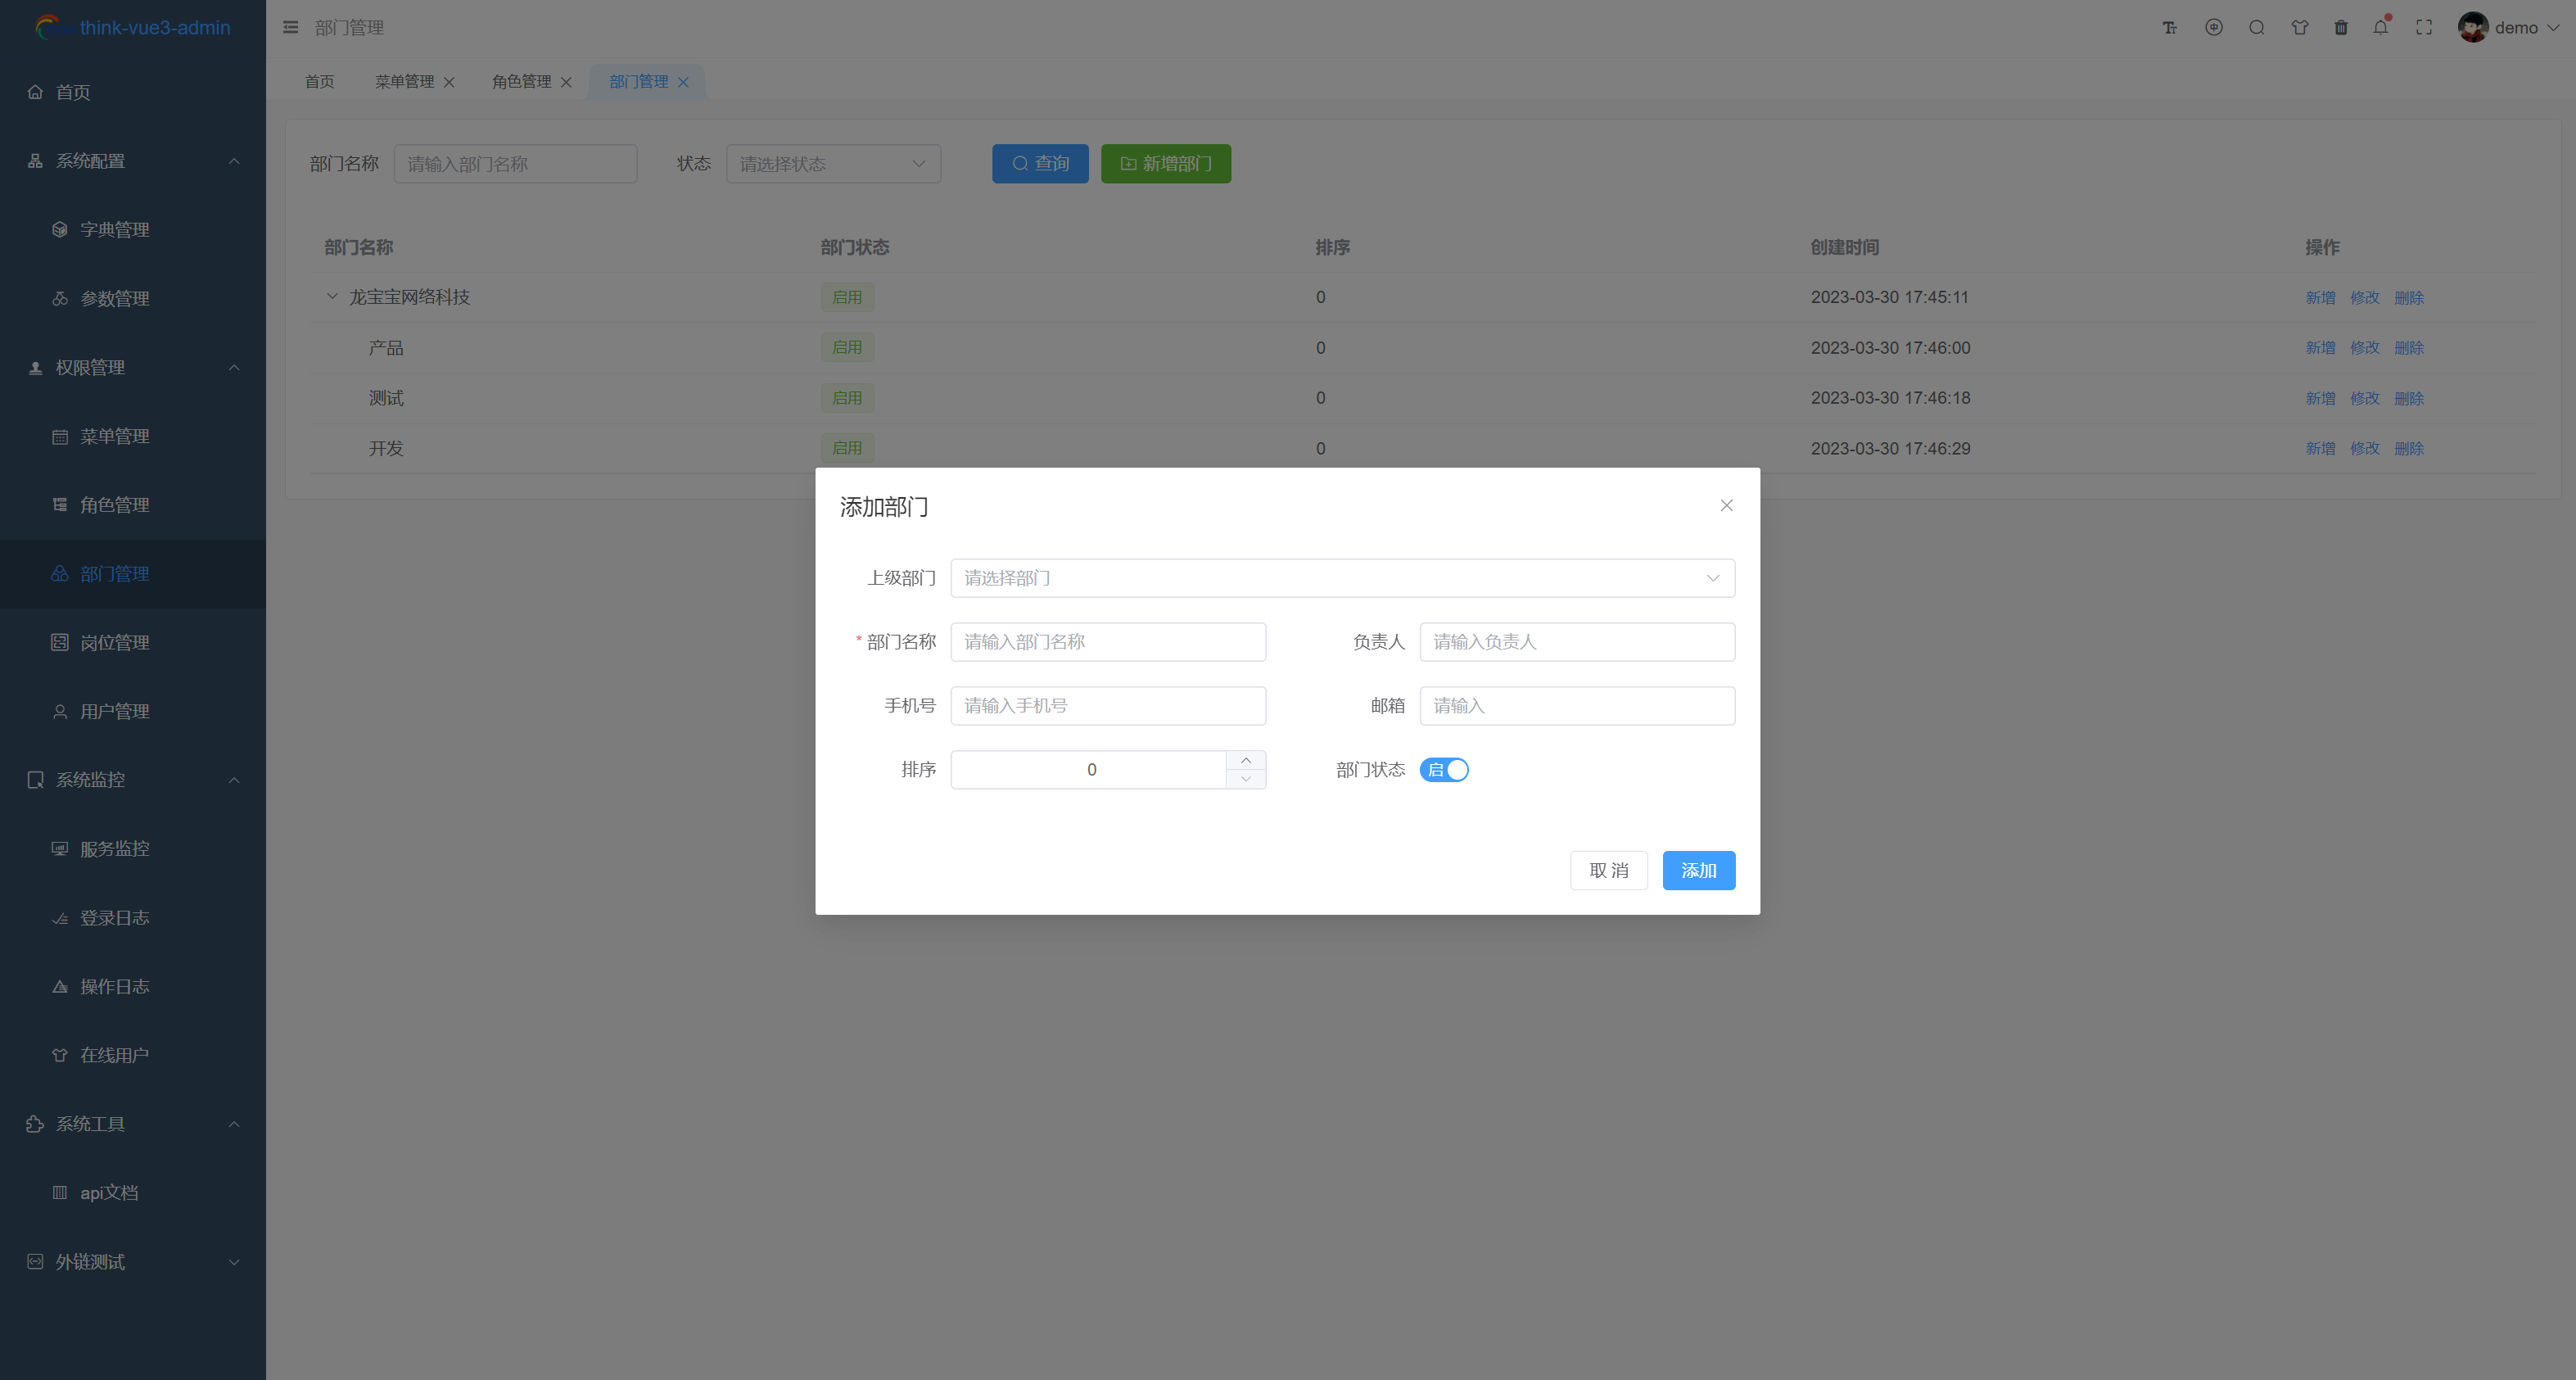 think-vue3-admin
首页
系统配置
字典管理
参数管理
权限管理
菜单管理
角色管理
部门管理
岗位管理
用户管理
系统监控
服务监控
登录日志
操作日志
在线用户
系统工具
api文档
外链测试
部门管理
demo
首页 菜单管理 角色管理 部门管理
部门名称 请输入部门名称 状态 请选择状态 查询 新增部门
部门名称 部门状态 排序 创建时间 操作
龙宝宝网络科技 启用 0 2023-03-30 17:45:11 新增 修改 删除
产品 启用 0 2023-03-30 17:46:00 新增 修改 删除
测试 启用 0 2023-03-30 17:46:18 新增 修改 删除
开发 启用 0 2023-03-30 17:46:29 新增 修改 删除
添加部门
上级部门 请选择部门
* 部门名称 请输入部门名称 负责人 请输入负责人
手机号 请输入手机号 邮箱 请输入
排序 0 部门状态 启
取 消 添加